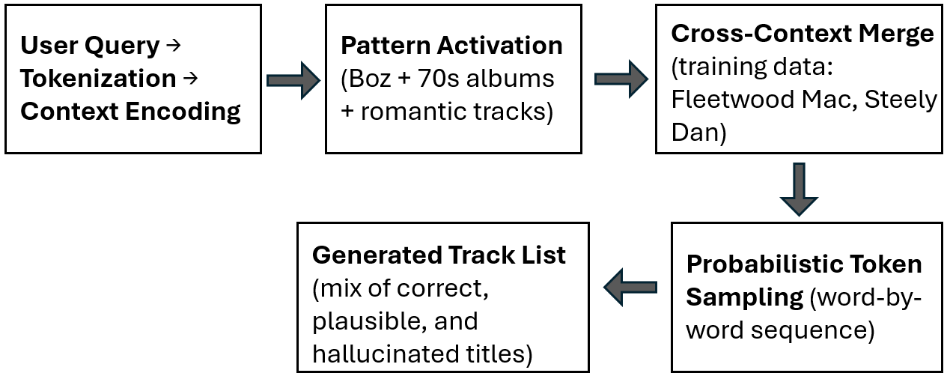 User Query →
Tokenization →
Context Encoding
Pattern Activation
(Boz + 70s albums
+ romantic tracks)
Cross-Context Merge
(training data:
Fleetwood Mac, Steely
Dan)
Probabilistic Token
Sampling (word-by-
word sequence)
Generated Track List
(mix of correct,
plausible, and
hallucinated titles)